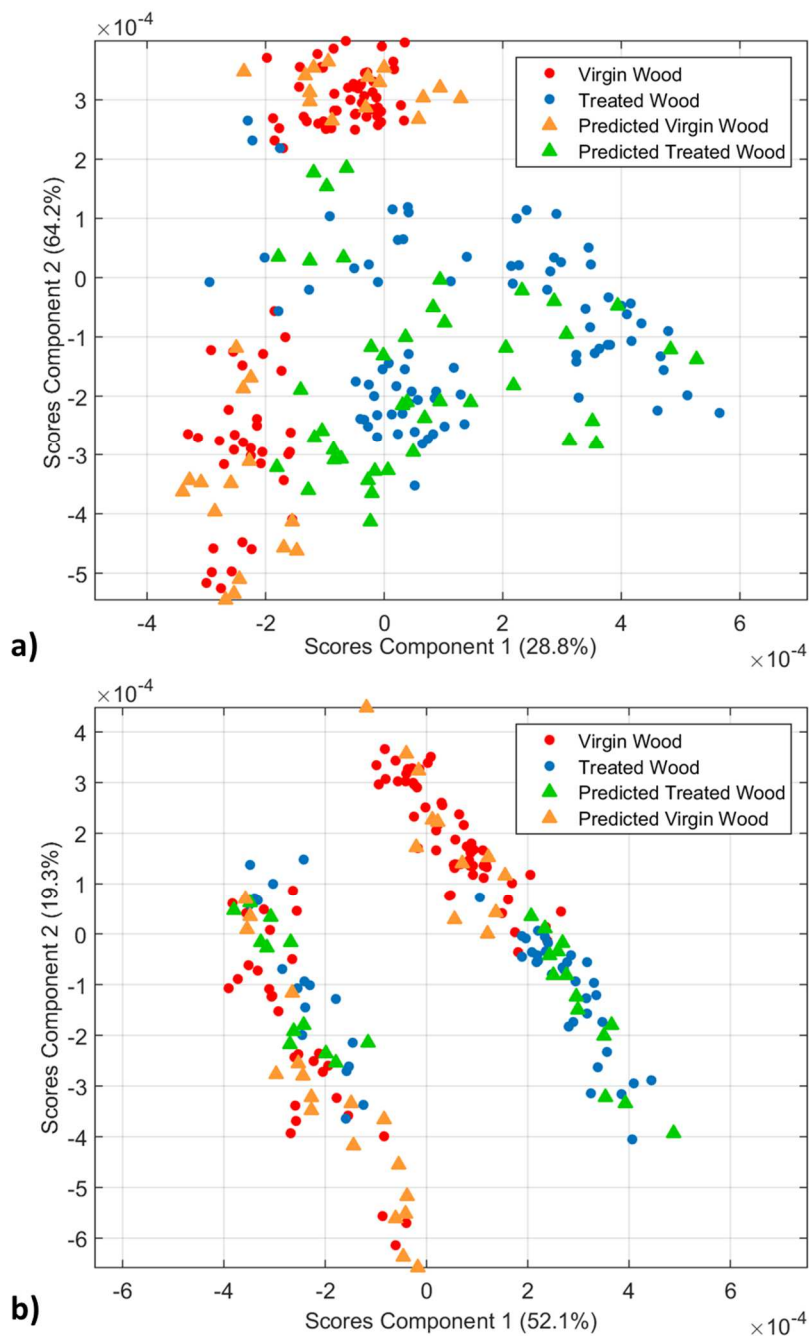 ×10⁻⁴
3
2
1
0
-1
-2
-3
-4
-5
Scores Component 2 (64.2%)
Virgin Wood
Treated Wood
Predicted Virgin Wood
Predicted Treated Wood
-4
-2
0
2
4
6
Scores Component 1 (28.8%)
×10⁻⁴
a)
×10⁻⁴
4
3
2
1
0
-1
-2
-3
-4
-5
-6
Scores Component 2 (19.3%)
Virgin Wood
Treated Wood
Predicted Treated Wood
Predicted Virgin Wood
-6
-4
-2
0
2
4
6
Scores Component 1 (52.1%)
×10⁻⁴
b)